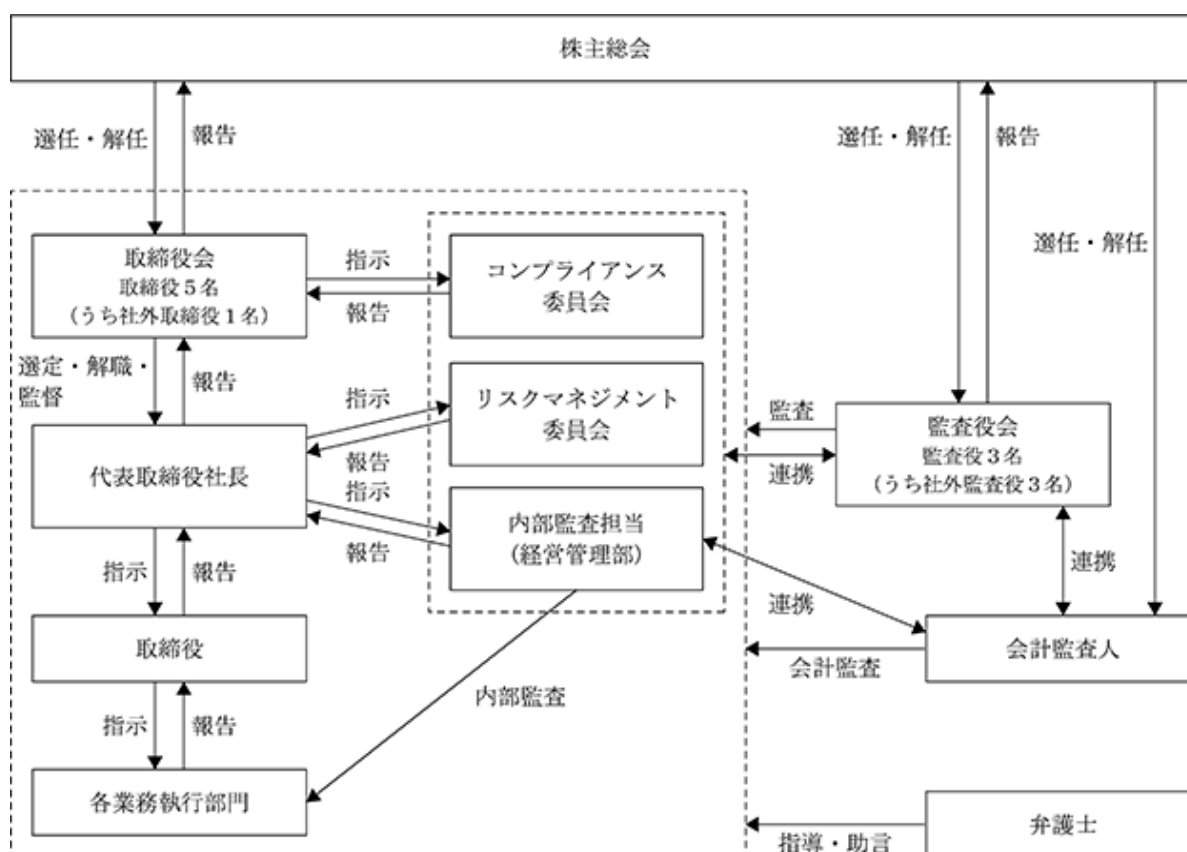 株主総会
選任・解任
報告
選任・解任
報告
選任・解任
取締役会
取締役5名
（うち社外取締役1名）
指示
報告
コンプライアンス
委員会
選定・解職・
監督
報告
指示
報告
リスクマネジメント
委員会
監査
連携
監査役会
監査役3名
（うち社外監査役3名）
代表取締役社長
指示
報告
内部監査担当
（経営管理部）
指示
報告
連携
連携
取締役
会計監査
会計監査人
内部監査
指示
報告
各業務執行部門
指導・助言
弁護士